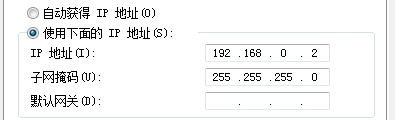 自动获得 IP 地址(O)
使用下面的 IP 地址(S):
IP 地址(I): 192 .168 . 0 . 2
子网掩码(U): 255 .255 .255 . 0
默认网关(D): . . .